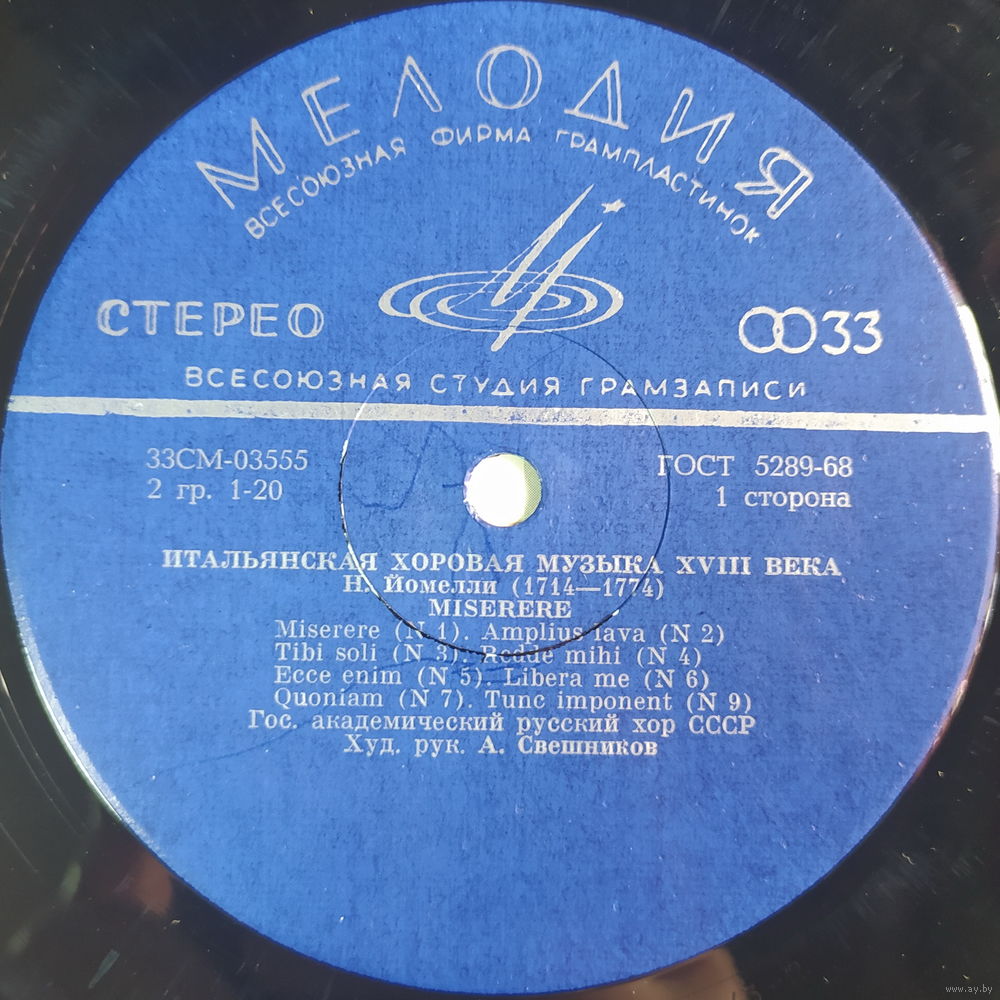 МЕЛОДИЯ
ВСЕСОЮЗНАЯ ФИРМА ГРАМПЛАСТИНОК
СТЕРЕО
33
ВСЕСОЮЗНАЯ СТУДИЯ ГРАМЗАПИСИ
33СМ-03555
ГОСТ 5289-68
2 гр. 1-20
1 сторона
ИТАЛЬЯНСКАЯ ХОРОВАЯ МУЗЫКА XVIII ВЕКА
Н. Йомелли (1714—1774)
MISERERE
Miserere (N 1). Amplius lava (N 2)
Tibi soli (N 3). Redde mihi (N 4)
Ecce enim (N 5). Libera me (N 6)
Quoniam (N 7). Tunc imponent (N 9)
Гос. академический русский хор СССР
Худ. рук. А. Свешников
www.ay.by